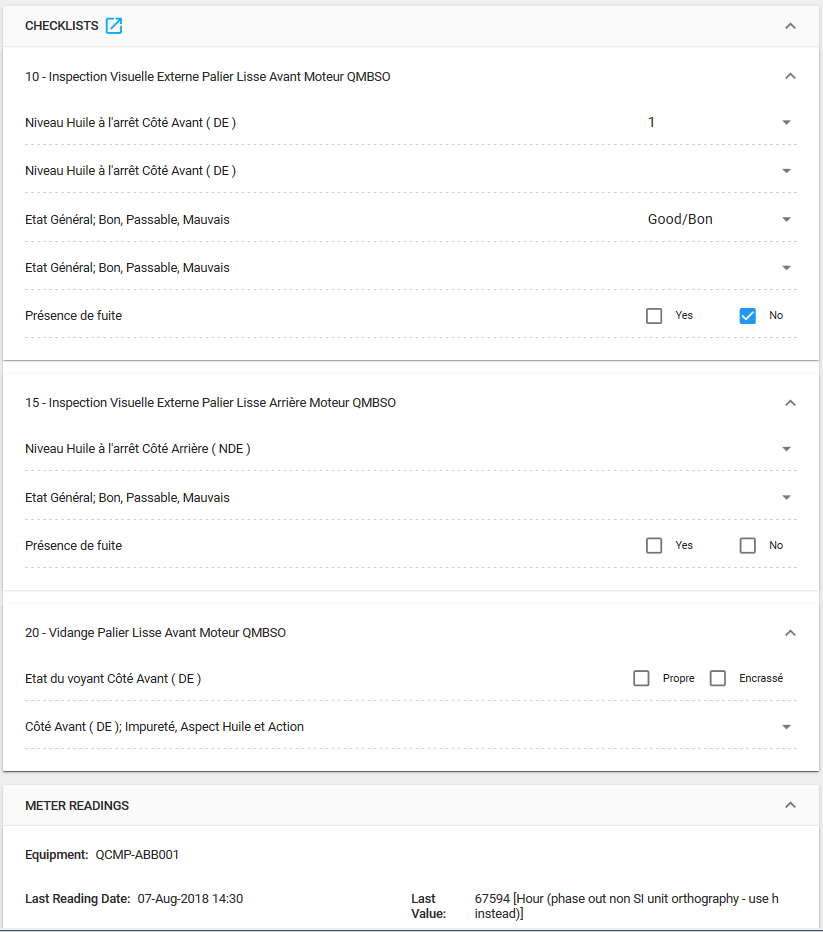 CHECKLISTS
10 - Inspection Visuelle Externe Palier Lisse Avant Moteur QMBSO
Niveau Huile à l'arrêt Côté Avant ( DE ) 1
Niveau Huile à l'arrêt Côté Avant ( DE )
Etat Général; Bon, Passable, Mauvais Good/Bon
Etat Général; Bon, Passable, Mauvais
Présence de fuite Yes No
15 - Inspection Visuelle Externe Palier Lisse Arrière Moteur QMBSO
Niveau Huile à l'arrêt Côté Arrière ( NDE )
Etat Général; Bon, Passable, Mauvais
Présence de fuite Yes No
20 - Vidange Palier Lisse Avant Moteur QMBSO
Etat du voyant Côté Avant ( DE ) Propre Encrassé
Côté Avant ( DE ); Impureté, Aspect Huile et Action
METER READINGS
Equipment: QCMP-ABB001
Last Reading Date: 07-Aug-2018 14:30 Last 67594 [Hour (phase out non SI unit orthography - use h
Value: instead)]